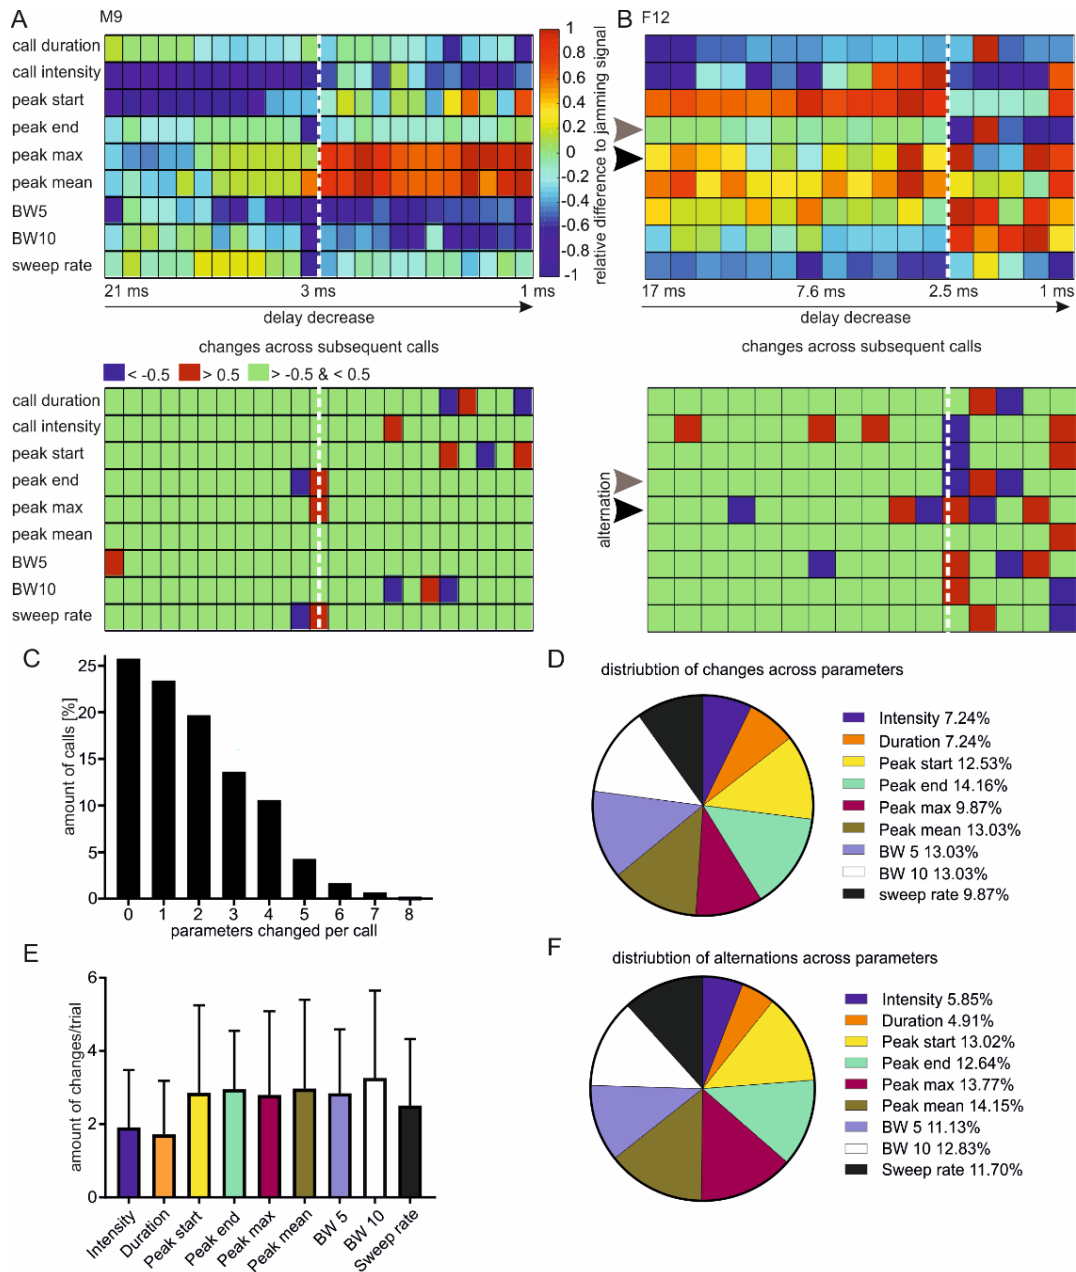 A
M9
call duration
call intensity
peak start
peak end
peak max
peak mean
BW5
BW10
sweep rate
1
0.8
0.6
0.4
0.2
0
-0.2
-0.4
-0.6
-0.8
-1
relative difference to jamming signal
21 ms
3 ms
1 ms
delay decrease
B
F12
17 ms
7.6 ms
2.5 ms
1 ms
delay decrease
changes across subsequent calls
< -0.5
> 0.5
> -0.5 & < 0.5
call duration
call intensity
peak start
peak end
peak max
peak mean
BW5
BW10
sweep rate
changes across subsequent calls
alternation
C
amount of calls [%]
25
20
15
10
5
0
0 1 2 3 4 5 6 7 8
parameters changed per call
D
distriubtion of changes across parameters
Intensity 7.24%
Duration 7.24%
Peak start 12.53%
Peak end 14.16%
Peak max 9.87%
Peak mean 13.03%
BW 5 13.03%
BW 10 13.03%
sweep rate 9.87%
E
amount of changes/trial
6
4
2
0
Intensity
Duration
Peak start
Peak end
Peak max
Peak mean
BW 5
BW 10
Sweep rate
F
distriubtion of alternations across parameters
Intensity 5.85%
Duration 4.91%
Peak start 13.02%
Peak end 12.64%
Peak max 13.77%
Peak mean 14.15%
BW 5 11.13%
BW 10 12.83%
Sweep rate 11.70%